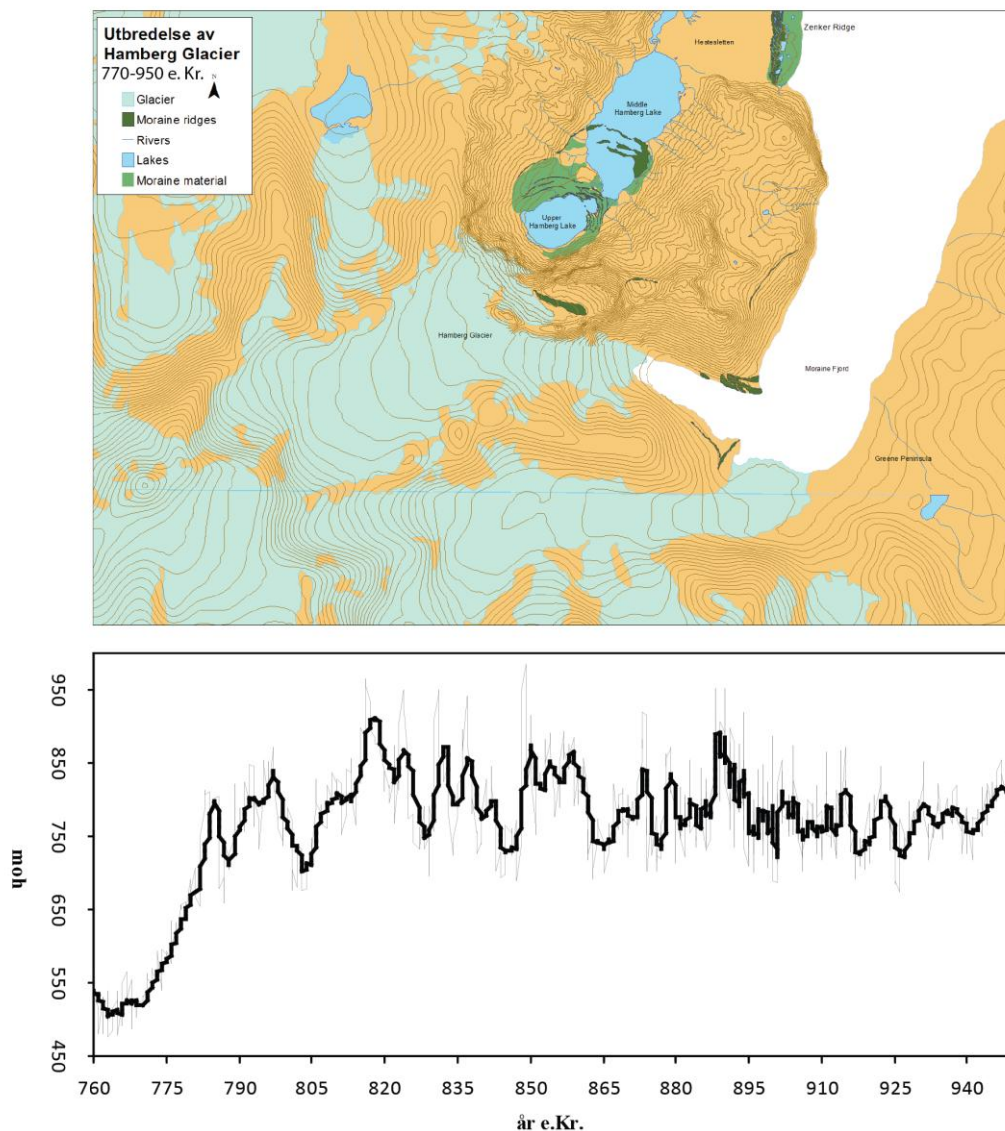 Utbredelse av
Hamberg Glacier
770-950 e. Kr.
N
Glacier
Moraine ridges
Rivers
Lakes
Moraine material
Zenker Ridge
Hestesletten
Middle
Hamberg Lake
Upper
Hamberg Lake
Hamberg Glacier
Moraine Fjord
Greene Peninsula
950
850
750
650
550
450
moh
760 775 790 805 820 835 850 865 880 895 910 925 940
år e.Kr.